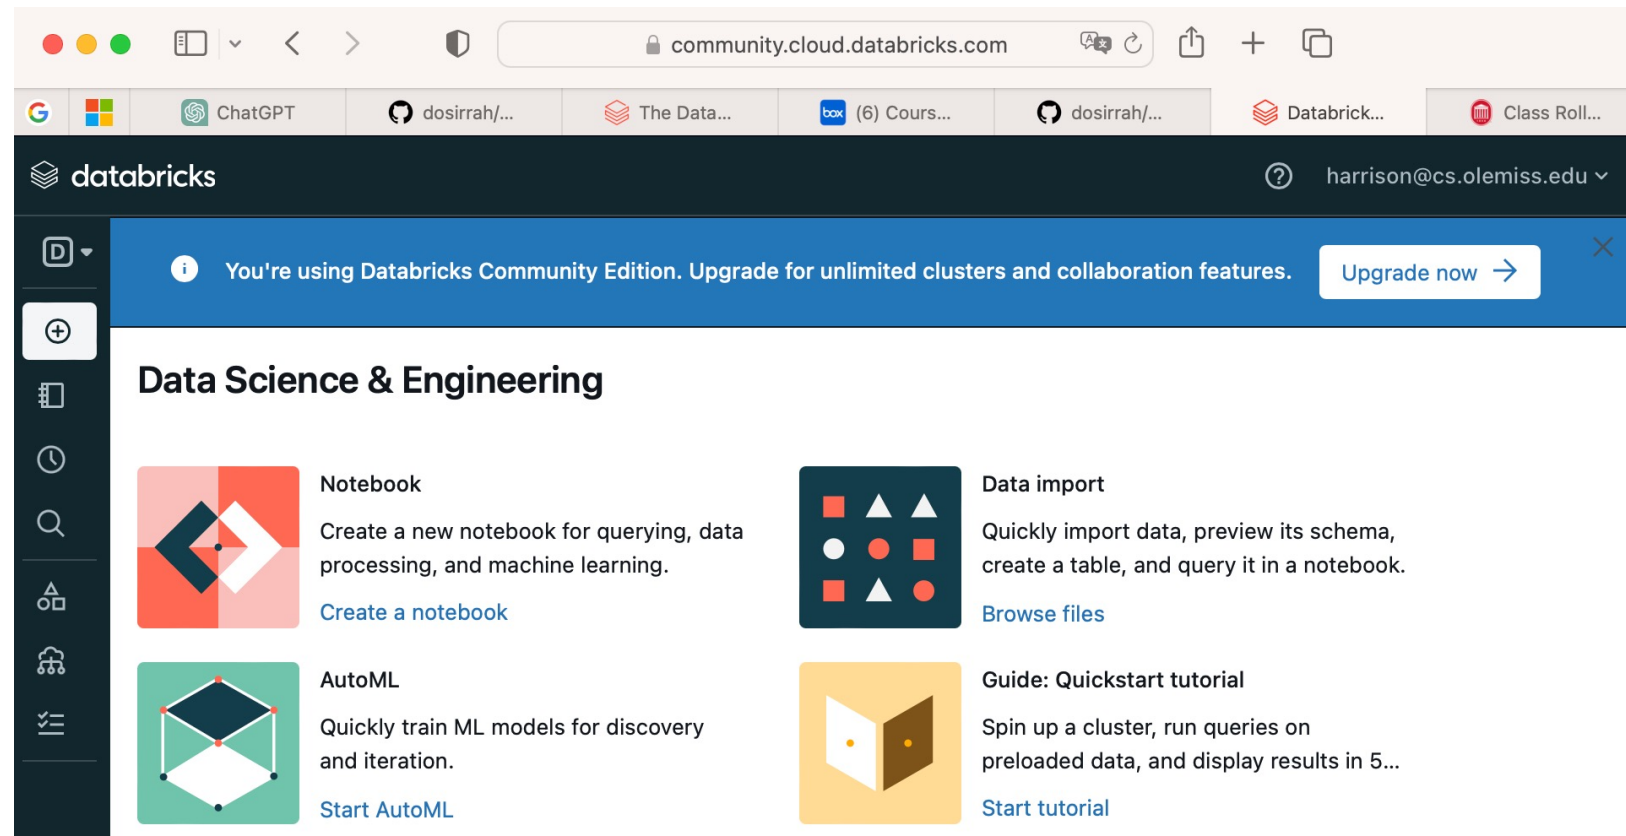 community.cloud.databricks.com
ChatGPT
dosirrah/...
The Data...
box
(6) Cours...
dosirrah/...
Databrick...
Class Roll...
databricks
harrison@cs.olemiss.edu
D
You're using Databricks Community Edition. Upgrade for unlimited clusters and collaboration features.
Upgrade now
Data Science & Engineering
Notebook
Create a new notebook for querying, data
processing, and machine learning.
Create a notebook
Data import
Quickly import data, preview its schema,
create a table, and query it in a notebook.
Browse files
AutoML
Quickly train ML models for discovery
and iteration.
Start AutoML
Guide: Quickstart tutorial
Spin up a cluster, run queries on
preloaded data, and display results in 5...
Start tutorial